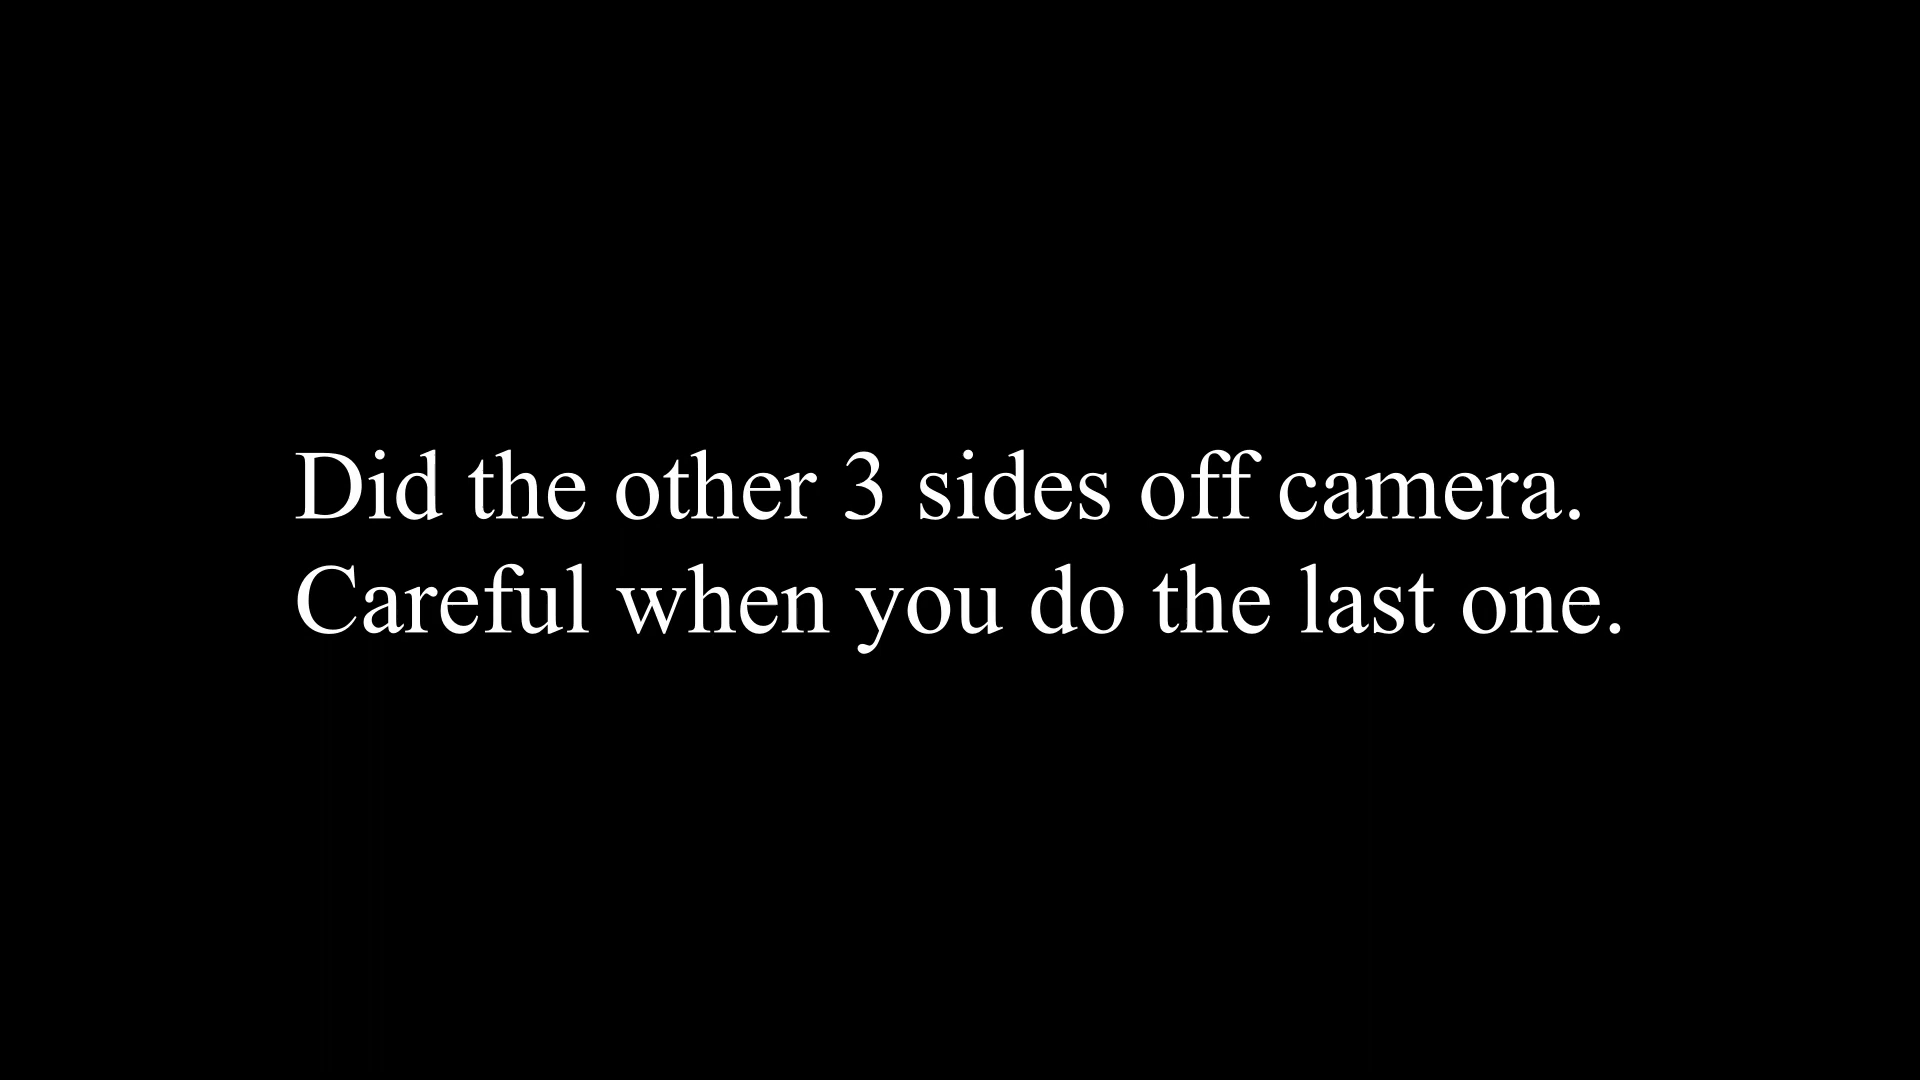 Did the other 3 sides off camera.
Careful when you do the last one.